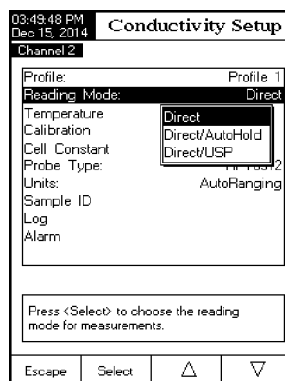 03:49:48 PM
Dec 15, 2014
Conductivity Setup
Channel 2
Profile: Profile 1
Reading Mode: Direct
Temperature
Direct
Calibration
Direct/AutoHold
Cell Constant
Direct/USP
Probe Type:
Units: AutoRanging
Sample ID
Log
Alarm
Press <Select> to choose the reading
mode for measurements.
Escape Select △ ▽